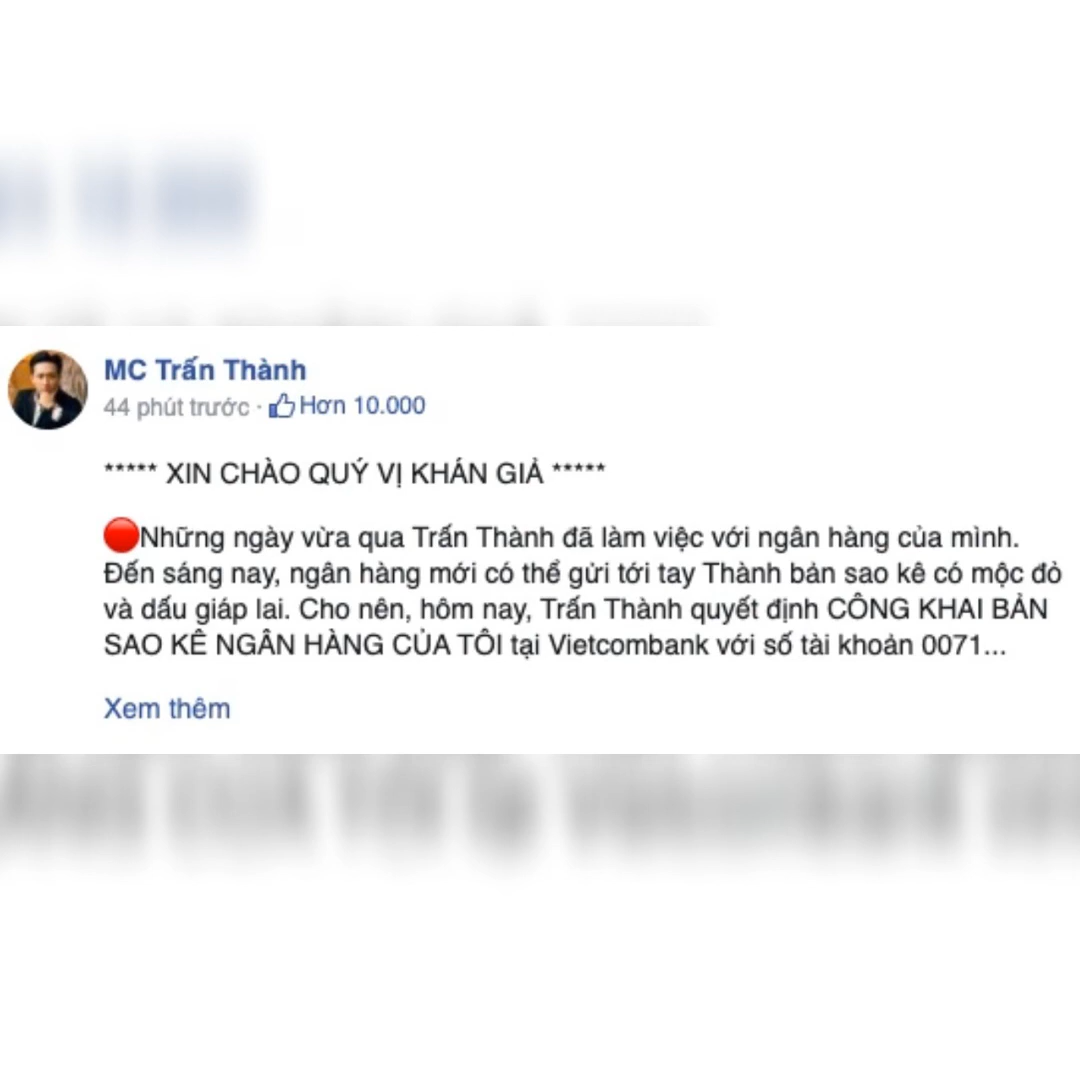 MC Trấn Thành
44 phút trước · Hơn 10.000
***** XIN CHÀO QUÝ VỊ KHÁN GIẢ *****
🔴Những ngày vừa qua Trấn Thành đã làm việc với ngân hàng của mình.
Đến sáng nay, ngân hàng mới có thể gửi tới tay Thành bản sao kê có mộc đỏ
và dấu giáp lai. Cho nên, hôm nay, Trấn Thành quyết định CÔNG KHAI BẢN
SAO KÊ NGÂN HÀNG CỦA TÔI tại Vietcombank với số tài khoản 0071...
Xem thêm